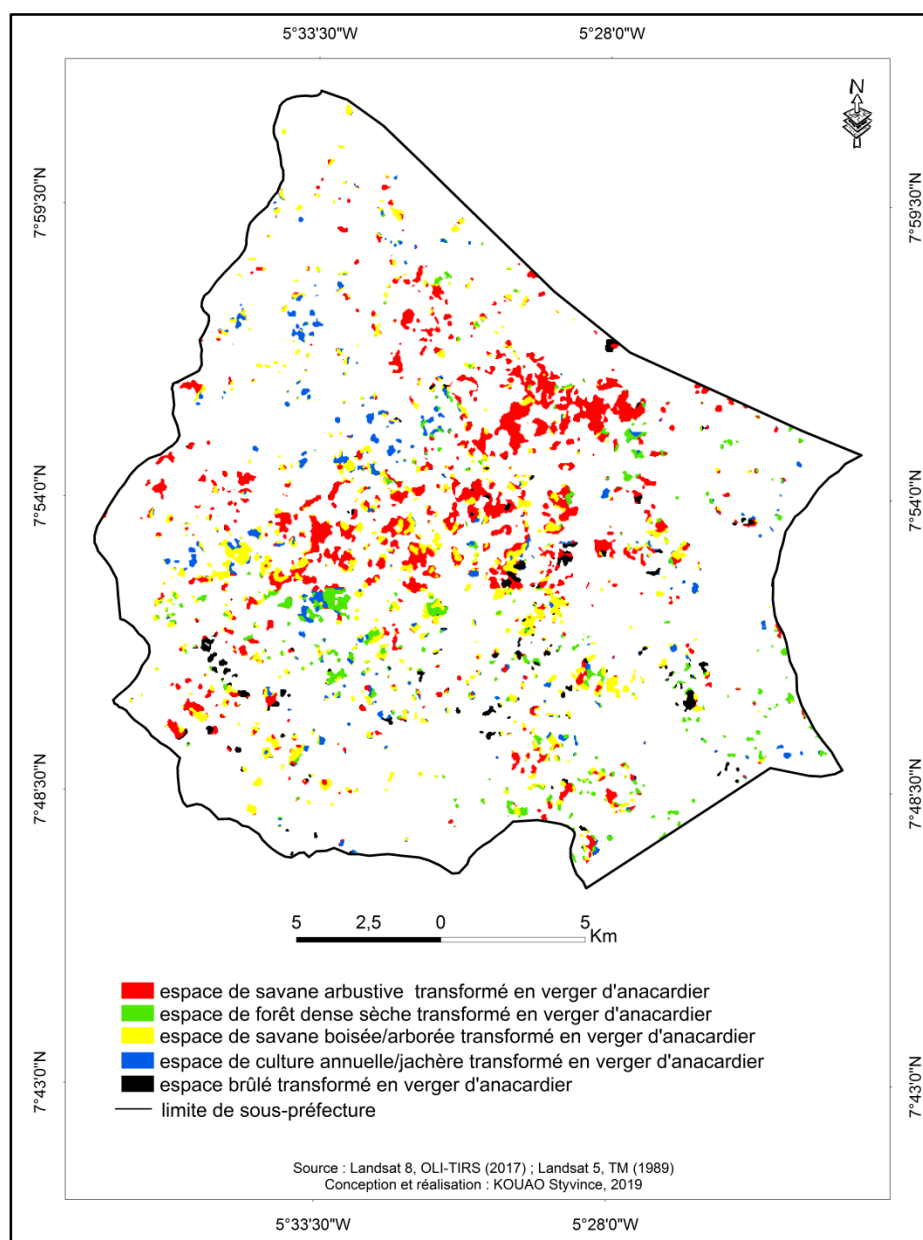 5°33'30"W 5°28'0"W
N
7°59'30"N 7°59'30"N
7°54'0"N 7°54'0"N
7°48'30"N 7°48'30"N
5 2,5 0 5
Km
espace de savane arbustive transformé en verger d'anacardier
espace de forêt dense sèche transformé en verger d'anacardier
espace de savane boisée/arborée transformé en verger d'anacardier
espace de culture annuelle/jachère transformé en verger d'anacardier
espace brûlé transformé en verger d'anacardier
limite de sous-préfecture
7°43'0"N 7°43'0"N
Source : Landsat 8, OLI-TIRS (2017) ; Landsat 5, TM (1989)
Conception et réalisation : KOUAO Styvince, 2019
5°33'30"W 5°28'0"W